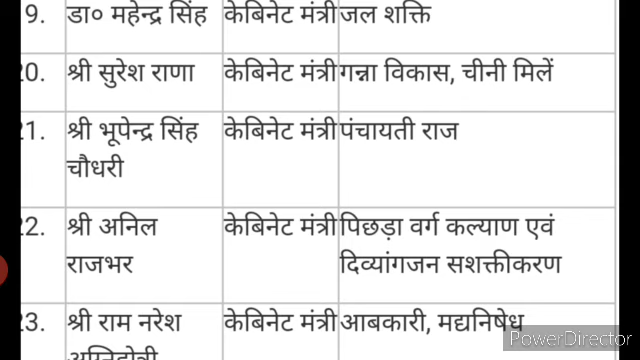 9. डा० महेन्द्र सिंह केबिनेट मंत्री जल शक्ति
20. श्री सुरेश राणा केबिनेट मंत्री गन्ना विकास, चीनी मिलें
21. श्री भूपेन्द्र सिंह केबिनेट मंत्री पंचायती राज
चौधरी
22. श्री अनिल केबिनेट मंत्री पिछड़ा वर्ग कल्याण एवं
राजभर दिव्यांगजन सशक्तीकरण
23. श्री राम नरेश केबिनेट मंत्री आबकारी, मद्यनिषेध
अग्निहोत्री
PowerDirector